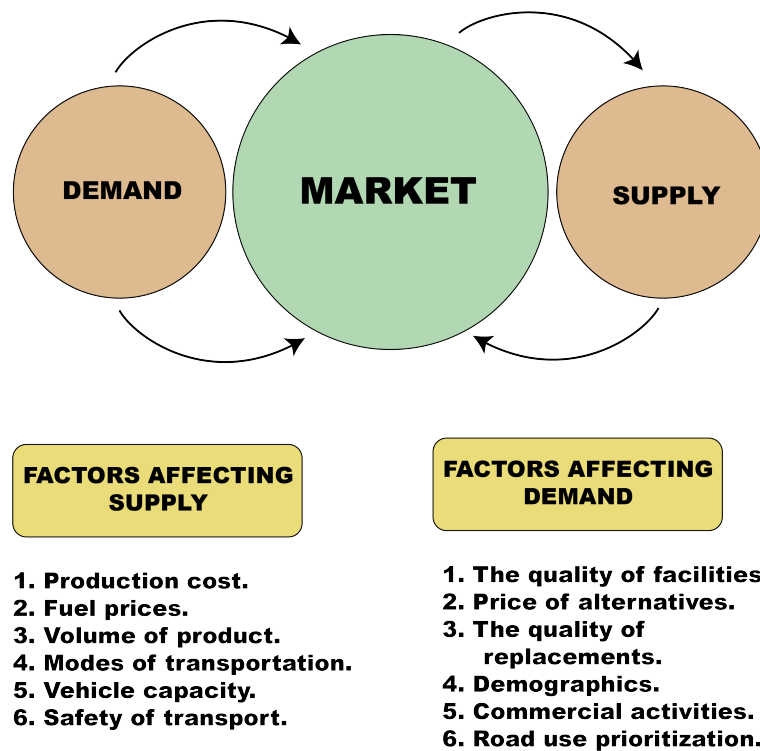 DEMAND
MARKET
SUPPLY
FACTORS AFFECTING
SUPPLY
1. Production cost.
2. Fuel prices.
3. Volume of product.
4. Modes of transportation.
5. Vehicle capacity.
6. Safety of transport.
FACTORS AFFECTING
DEMAND
1. The quality of facilities
2. Price of alternatives.
3. The quality of
replacements.
4. Demographics.
5. Commercial activities.
6. Road use prioritization.